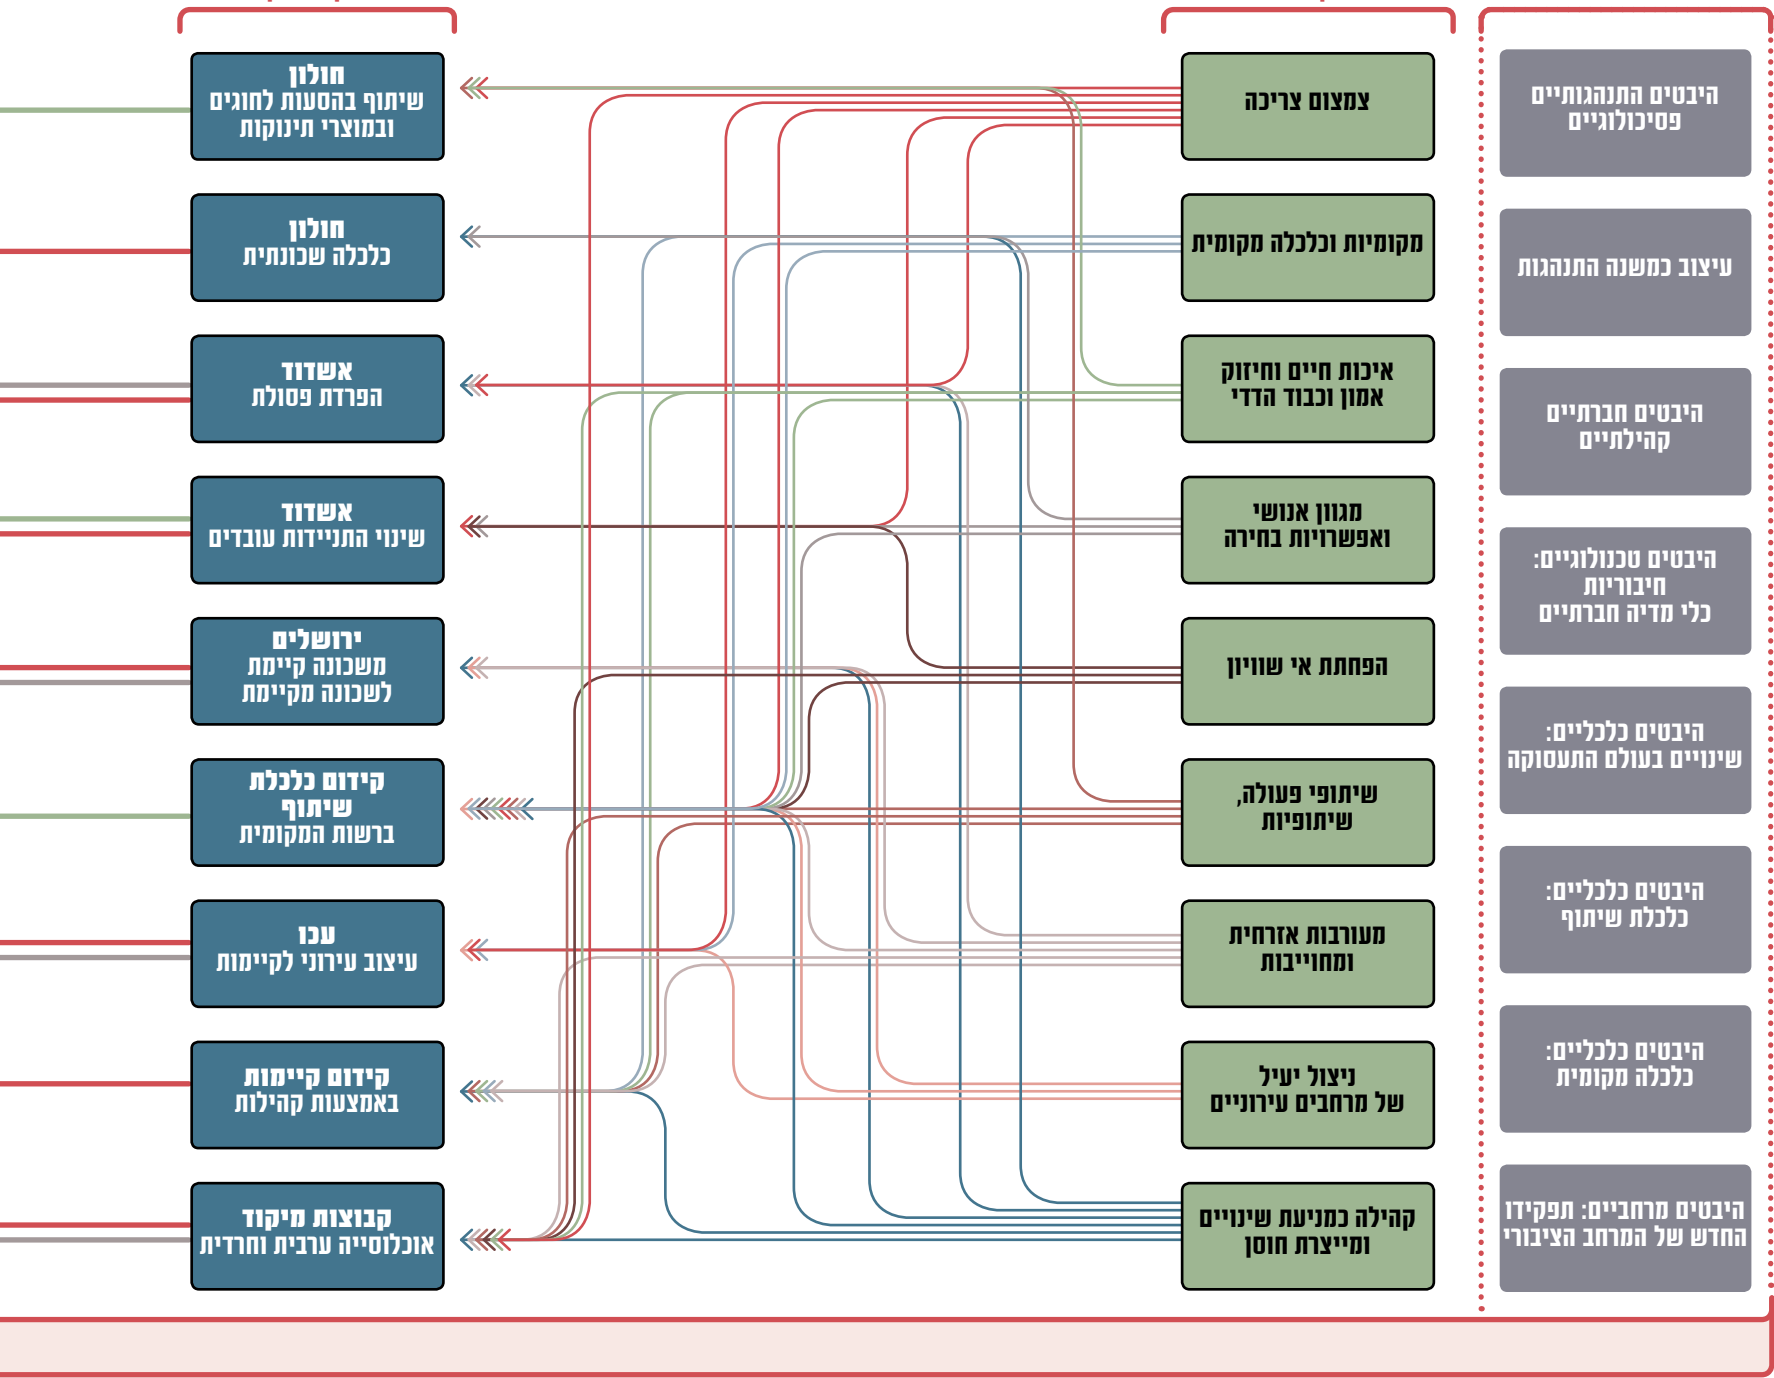 היבטים התנהגותיים
פסיכולוגיים
עיצוב כמשנה התנהגות
היבטים חברתיים
קהילתיים
היבטים טכנולוגיים:
חיבוריות
כלי מדיה חברתיים
היבטים כלכליים:
שינויים בעולם התעסוקה
היבטים כלכליים:
כלכלת שיתוף
היבטים כלכליים:
כלכלה מקומית
היבטים מרחביים: תפקידו
החדש של המרחב הציבורי
צמצום צריכה
מקומיות וכלכלה מקומית
איכות חיים וחיזוק
אמון וכבוד הדדי
מגוון אנושי
ואפשרויות בחירה
הפחתת אי שוויון
שיתופי פעולה,
שיתופיות
מעורבות אזרחית
ומחוייבות
ניצול יעיל
של מרחבים עירוניים
קהילה כמניעת שינויים
ומייצרת חוסן
חולון
שיתוף בהסעות לחוגים
ובמוצרי תינוקות
חולון
כלכלה שכונתית
אשדוד
הפרדת פסולת
אשדוד
שינוי התניידות עובדים
ירושלים
משכונה קיימת
לשכונה מקיימת
קידום כלכלת
שיתוף
ברשות המקומית
עכו
עיצוב עירוני לקיימות
קידום קיימות
באמצעות קהילות
קבוצות מיקוד
אוכלוסייה ערבית וחרדית